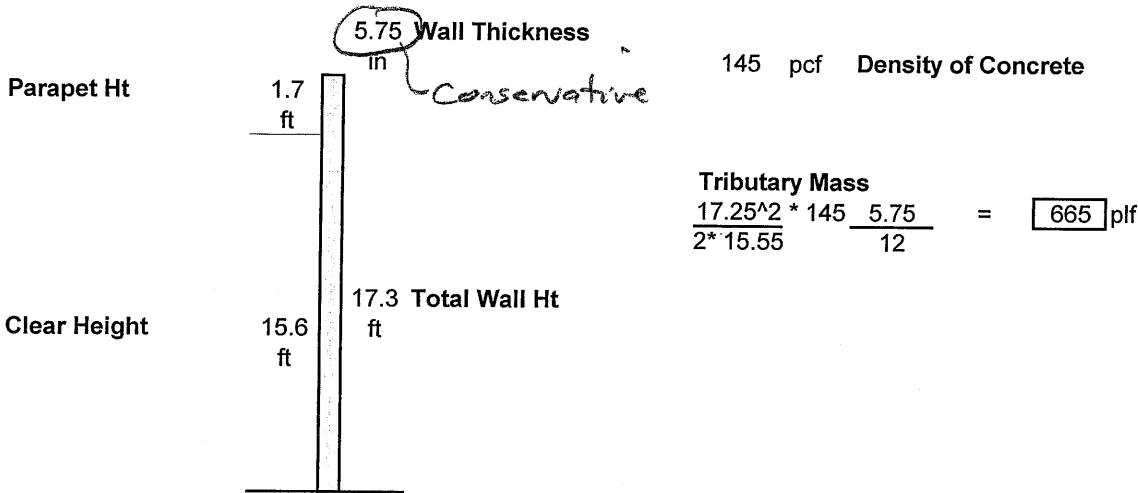 5.75 Wall Thickness
in
Conservative
145 pcf Density of Concrete
Parapet Ht 1.7
ft
Tributary Mass
17.25^2 * 145 5.75 = 665 plf
2* 15.55 12
17.3 Total Wall Ht
ft
Clear Height 15.6
ft